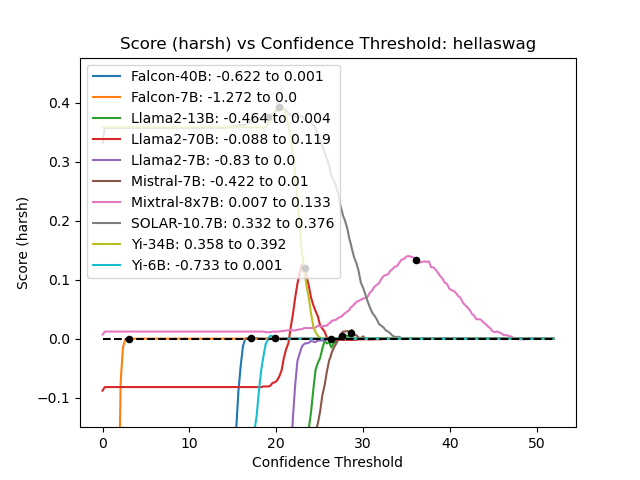 Score (harsh) vs Confidence Threshold: hellaswag
Falcon-40B: -0.622 to 0.001
Falcon-7B: -1.272 to 0.0
Llama2-13B: -0.464 to 0.004
Llama2-70B: -0.088 to 0.119
Llama2-7B: -0.83 to 0.0
Mistral-7B: -0.422 to 0.01
Mixtral-8x7B: 0.007 to 0.133
SOLAR-10.7B: 0.332 to 0.376
Yi-34B: 0.358 to 0.392
Yi-6B: -0.733 to 0.001
Score (harsh)
0.4
0.3
0.2
0.1
0.0
−0.1
0
10
20
30
40
50
Confidence Threshold